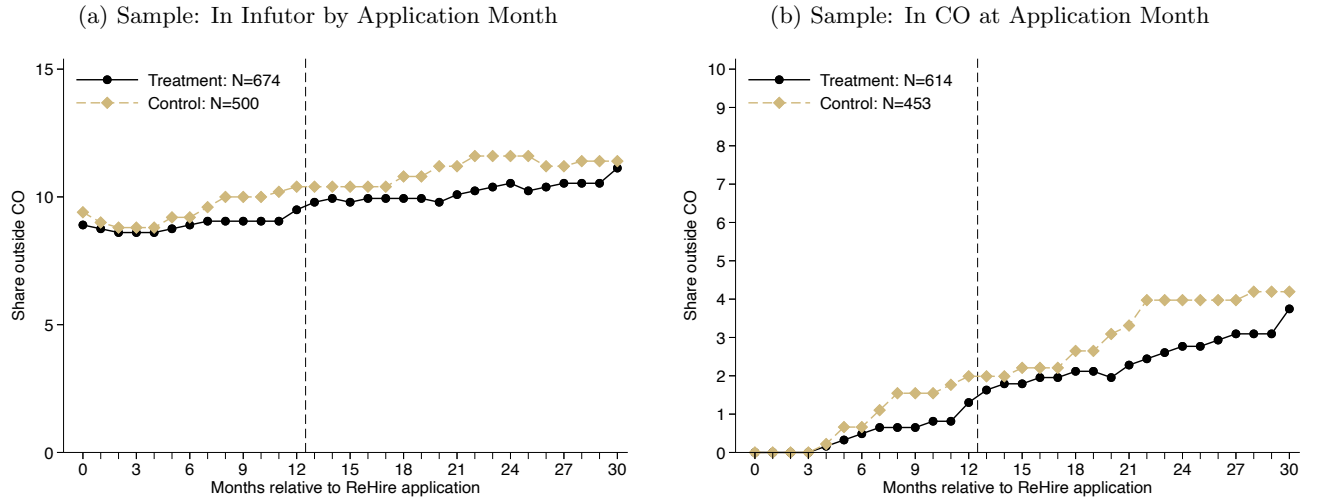 (a) Sample: In Infutor by Application Month
15
10
5
0
Share outside CO
Treatment: N=674
Control: N=500
0 3 6 9 12 15 18 21 24 27 30
Months relative to ReHire application
(b) Sample: In CO at Application Month
10
9
8
7
6
5
4
3
2
1
0
Share outside CO
Treatment: N=614
Control: N=453
0 3 6 9 12 15 18 21 24 27 30
Months relative to ReHire application